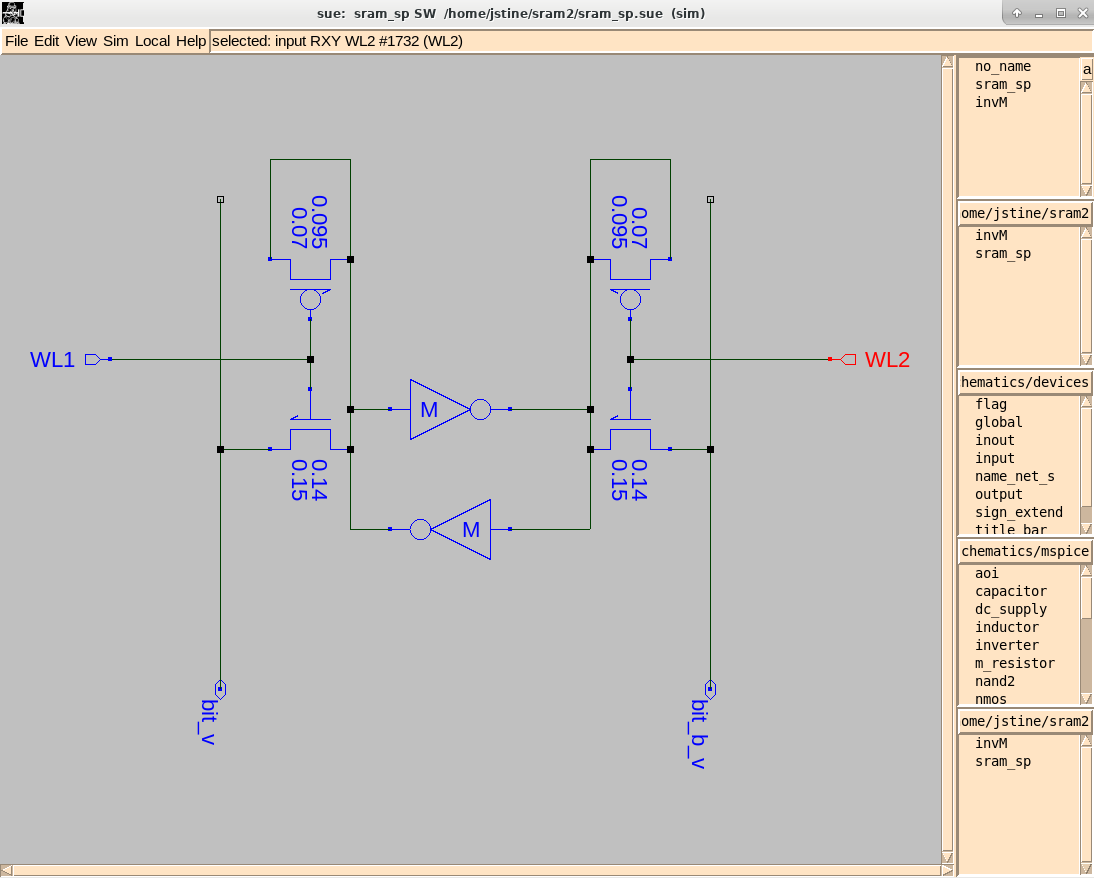 sue: sram_sp SW /home/jstine/sram2/sram_sp.sue (sim)
File Edit View Sim Local Help selected: input RXY WL2 #1732 (WL2)
no_name
a
sram_sp
invM
ome/jstine/sram2
invM
sram_sp
hematics/devices
flag
global
inout
input
name_net_s
output
sign_extend
title_bar
chematics/mspice
aoi
capacitor
dc_supply
inductor
inverter
m_resistor
nand2
nmos
ome/jstine/sram2
invM
sram_sp
0.095
0.07
0.07
0.095
WL1
WL2
M
0.14
0.15
0.14
0.15
M
bit_v
bit_b_v